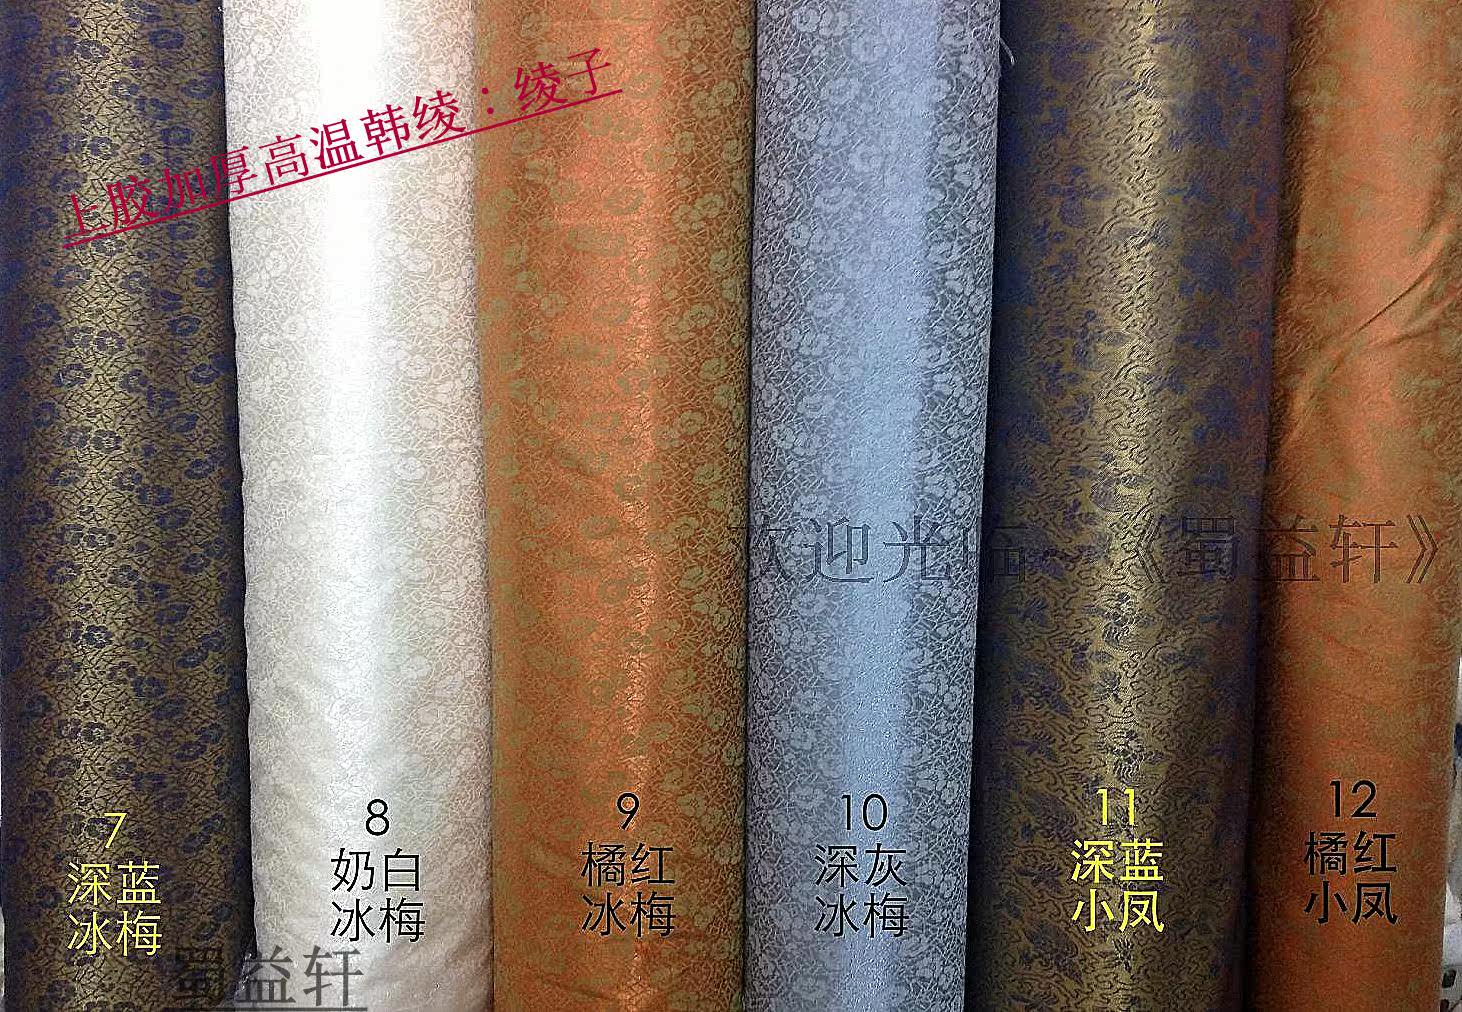 上胶加厚高温韩绫：绫子
欢迎光临 《蜀益轩》
7
深蓝
冰梅
8
奶白
冰梅
9
橘红
冰梅
10
深灰
冰梅
11
深蓝
小凤
12
橘红
小凤
蜀益轩